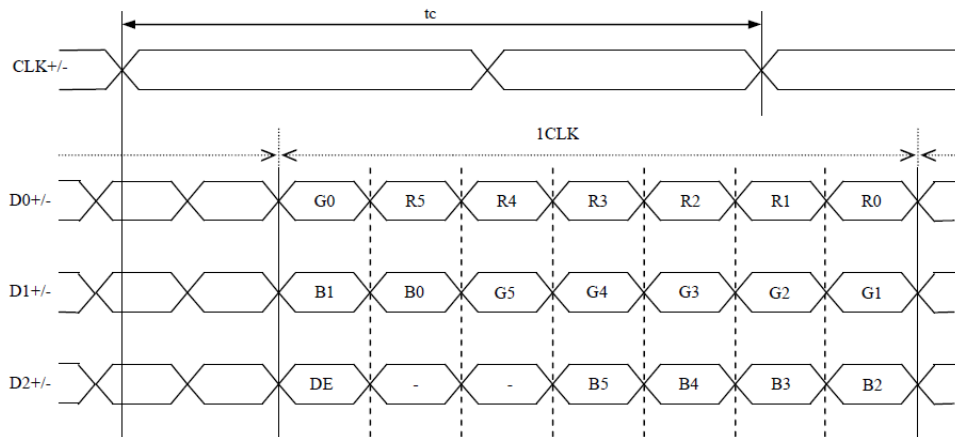 tc
CLK+/-
1CLK
D0+/- G0 R5 R4 R3 R2 R1 R0
D1+/- B1 B0 G5 G4 G3 G2 G1
D2+/- DE - - B5 B4 B3 B2